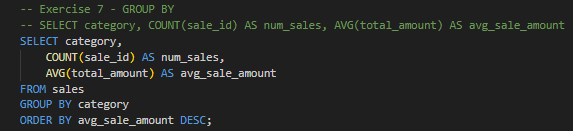 -- Exercise 7 - GROUP BY
-- SELECT category, COUNT(sale_id) AS num_sales, AVG(total_amount) AS avg_sale_amount
SELECT category,
    COUNT(sale_id) AS num_sales,
    AVG(total_amount) AS avg_sale_amount
FROM sales
GROUP BY category
ORDER BY avg_sale_amount DESC;